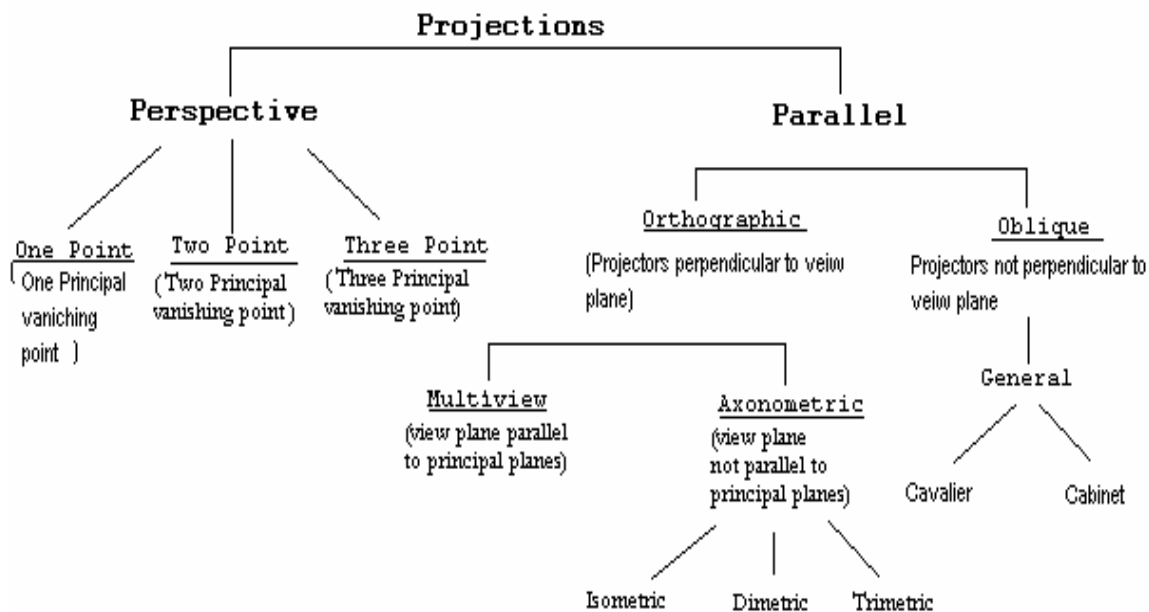 Projections
Perspective
Parallel
One Point
( One Principal
vaniching
point )
Two Point
(Two Principal
vanishing point)
Three Point
(Three Principal
vanishing point)
Orthographic
(Projectors perpendicular to veiw
plane)
Oblique
Projectors not perpendicular to
veiw plane
Multiview
(view plane parallel
to principal planes)
Axonometric
(view plane
not parallel to
principal planes)
General
Cavalier
Cabinet
Isometric
Dimetric
Trimetric